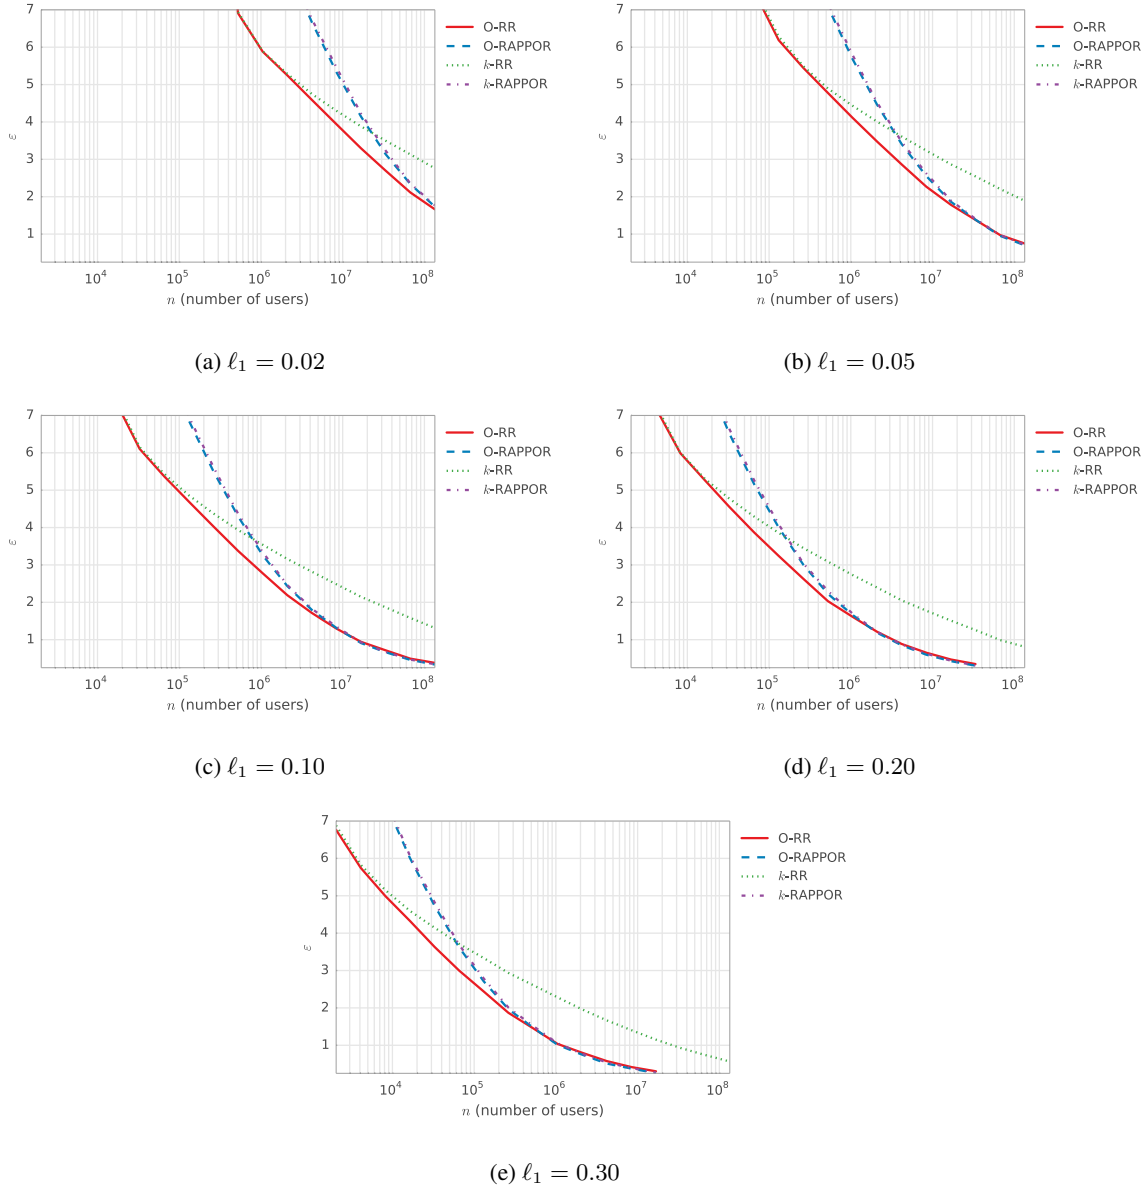 7
6
5
4
3
2
1
ε
10^4 10^5 10^6 10^7 10^8
n (number of users)
O-RR
O-RAPPOR
k-RR
k-RAPPOR
(a) ℓ₁ = 0.02
7
6
5
4
3
2
1
ε
10^4 10^5 10^6 10^7 10^8
n (number of users)
O-RR
O-RAPPOR
k-RR
k-RAPPOR
(b) ℓ₁ = 0.05
7
6
5
4
3
2
1
ε
10^4 10^5 10^6 10^7 10^8
n (number of users)
O-RR
O-RAPPOR
k-RR
k-RAPPOR
(c) ℓ₁ = 0.10
7
6
5
4
3
2
1
ε
10^4 10^5 10^6 10^7 10^8
n (number of users)
O-RR
O-RAPPOR
k-RR
k-RAPPOR
(d) ℓ₁ = 0.20
7
6
5
4
3
2
1
ε
10^4 10^5 10^6 10^7 10^8
n (number of users)
O-RR
O-RAPPOR
k-RR
k-RAPPOR
(e) ℓ₁ = 0.30